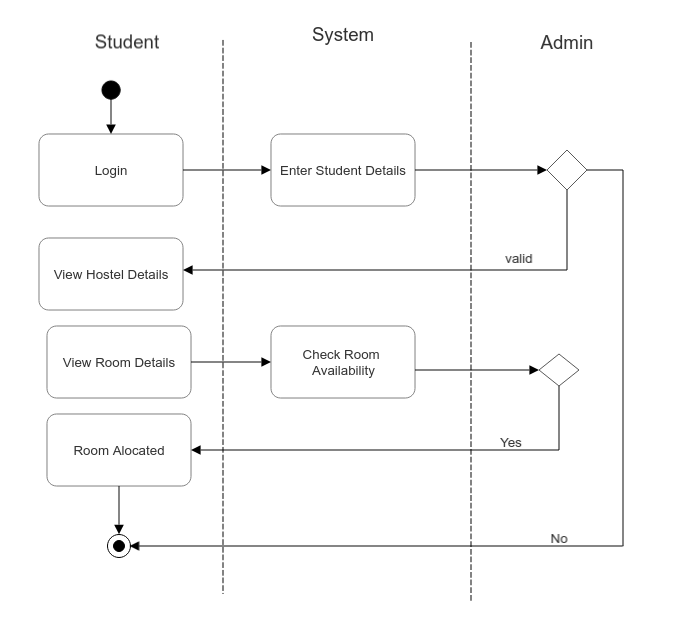 Student
System
Admin
Login
Enter Student Details
valid
View Hostel Details
View Room Details
Check Room
Availability
Yes
Room Alocated
No